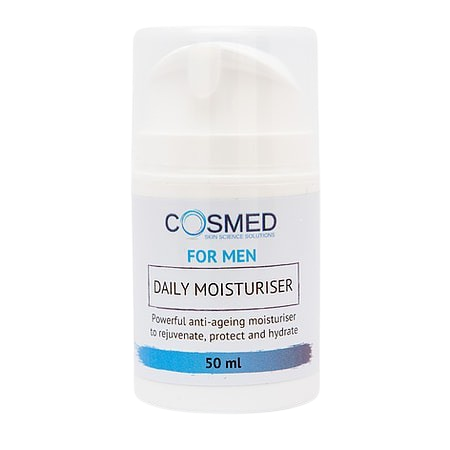 COSMED
SKIN SCIENCE SOLUTIONS
FOR MEN
DAILY MOISTURISER
Powerful anti-ageing moisturiser
to rejuvenate, protect and hydrate
50 ml